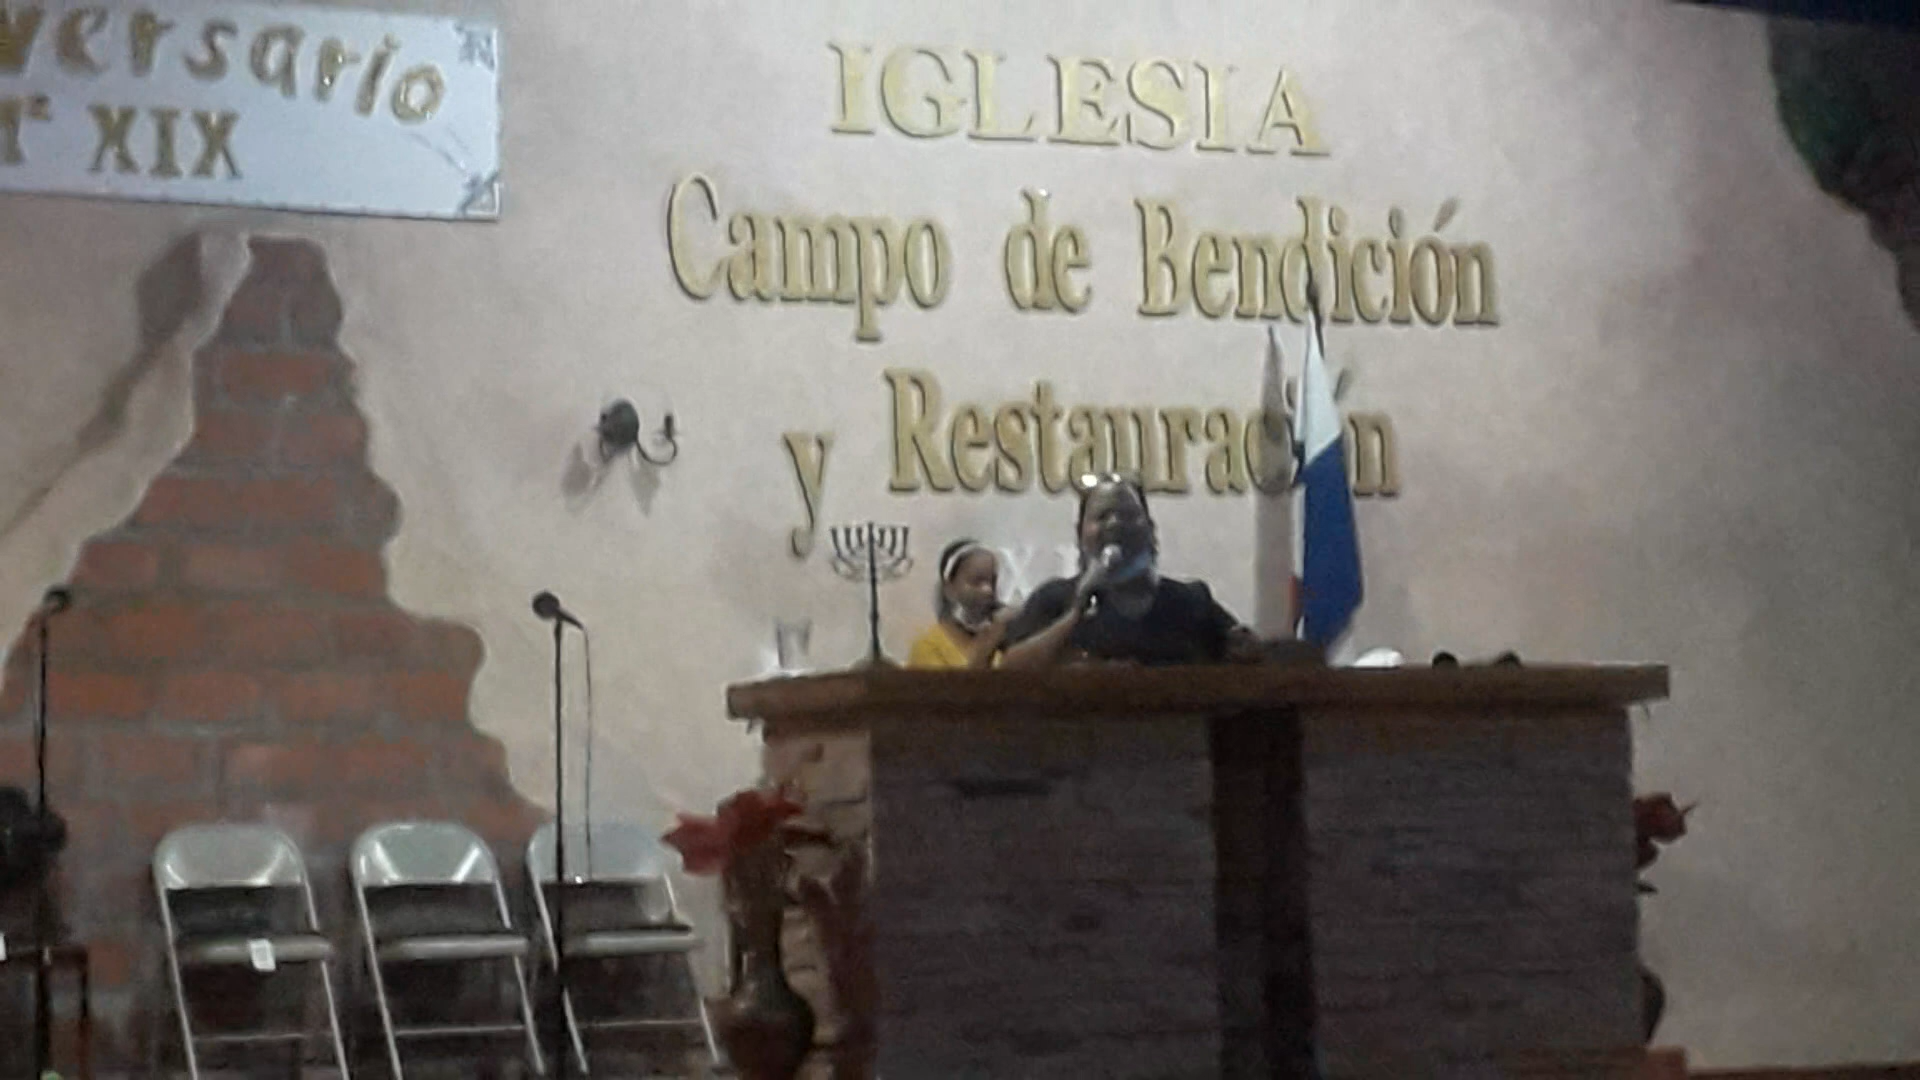 versario
XIX
IGLESIA
Campo de Bendición
y Restauración